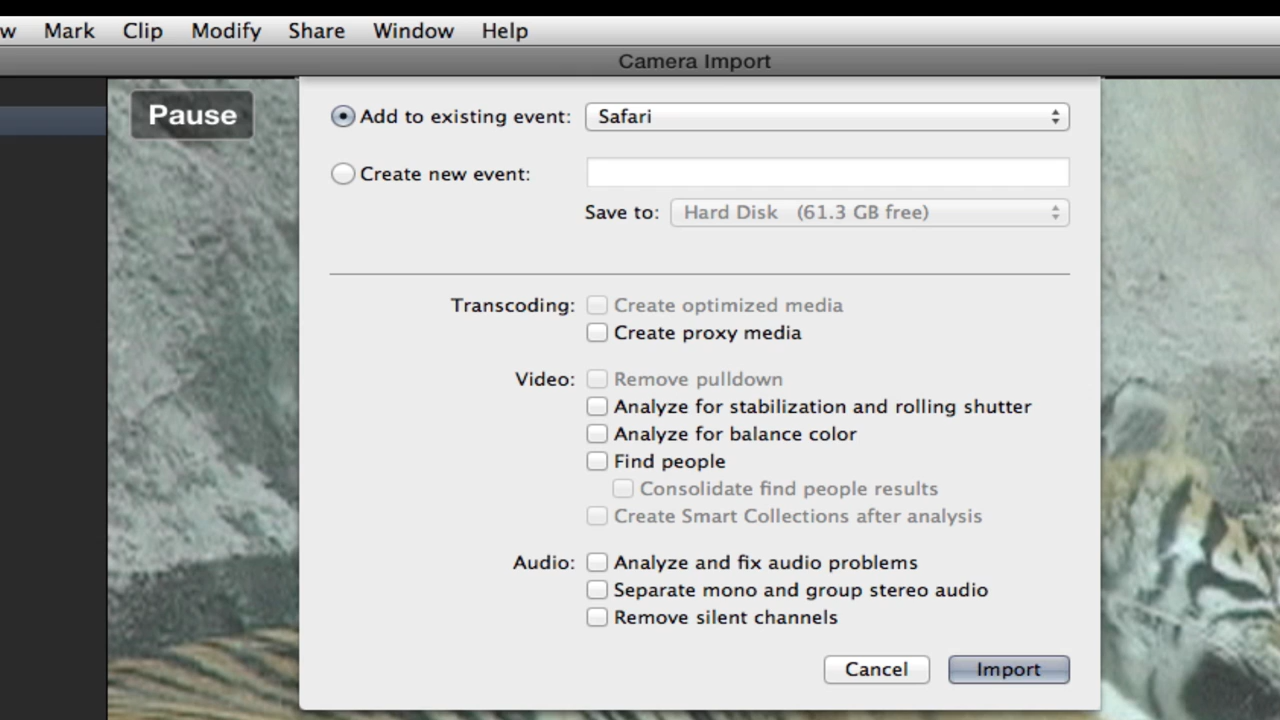 w Mark Clip Modify Share Window Help
Camera Import
Pause
Add to existing event: Safari
Create new event:
Save to: Hard Disk (61.3 GB free)
Transcoding: Create optimized media
Create proxy media
Video: Remove pulldown
Analyze for stabilization and rolling shutter
Analyze for balance color
Find people
Consolidate find people results
Create Smart Collections after analysis
Audio: Analyze and fix audio problems
Separate mono and group stereo audio
Remove silent channels
Cancel Import